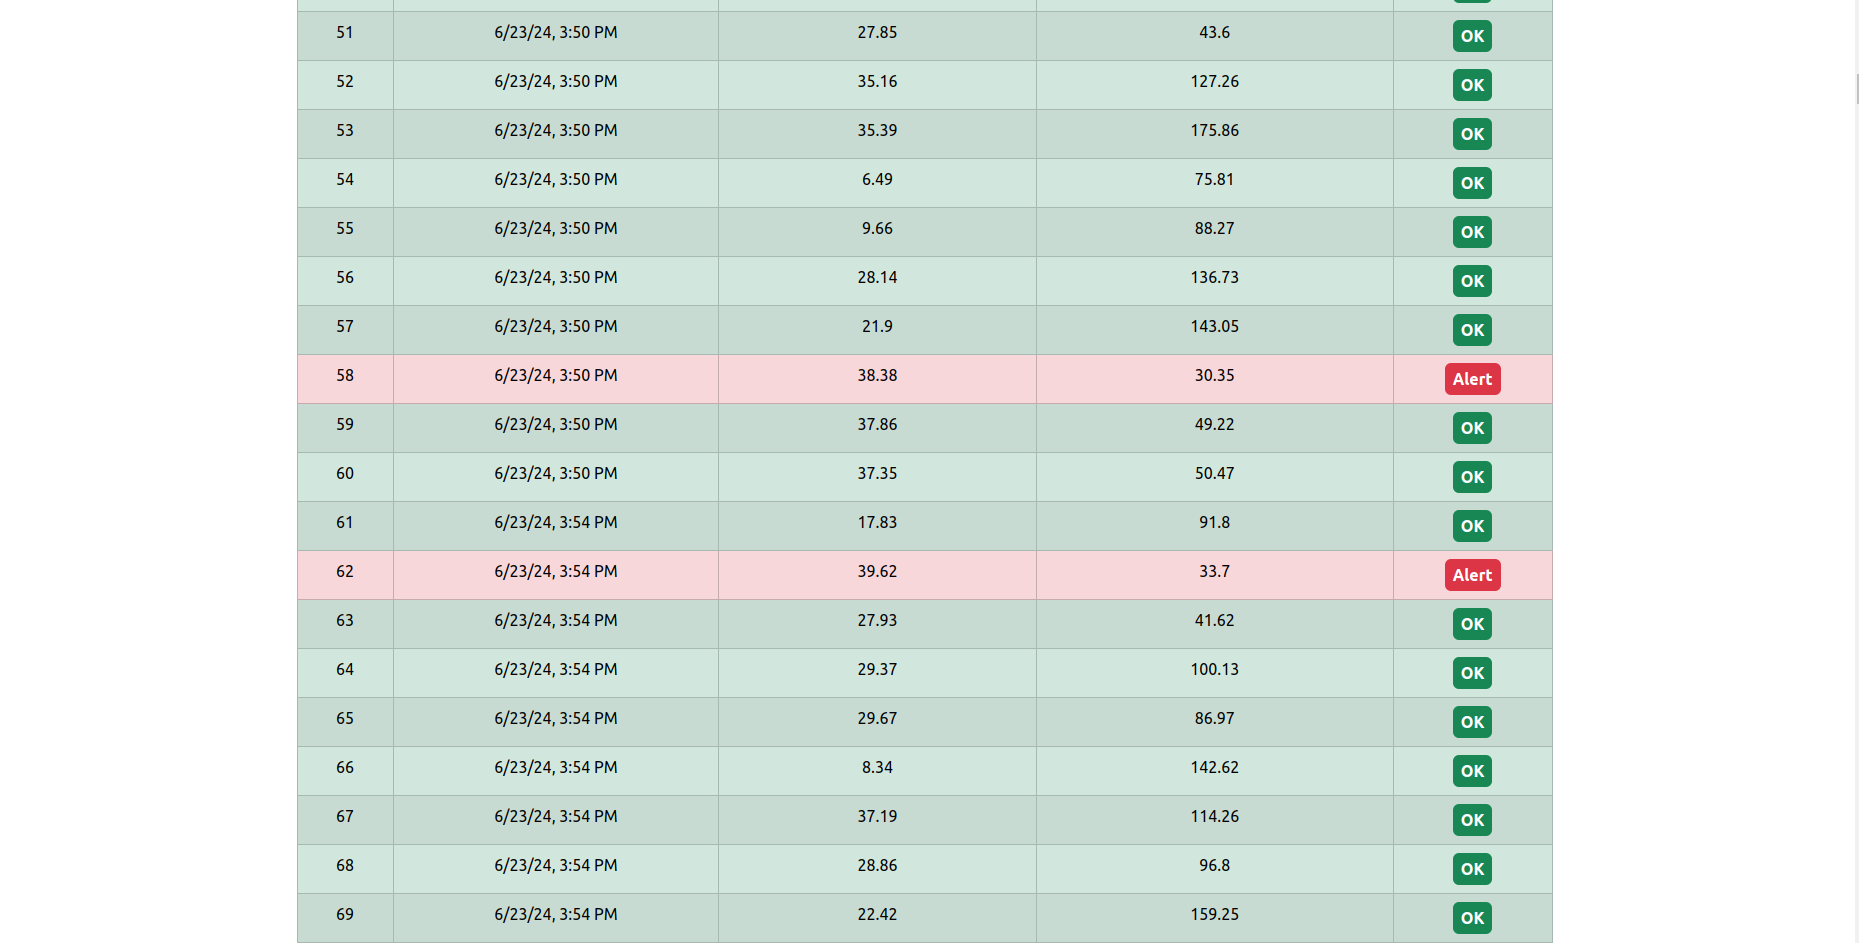 51 6/23/24, 3:50 PM 27.85 43.6 OK
52 6/23/24, 3:50 PM 35.16 127.26 OK
53 6/23/24, 3:50 PM 35.39 175.86 OK
54 6/23/24, 3:50 PM 6.49 75.81 OK
55 6/23/24, 3:50 PM 9.66 88.27 OK
56 6/23/24, 3:50 PM 28.14 136.73 OK
57 6/23/24, 3:50 PM 21.9 143.05 OK
58 6/23/24, 3:50 PM 38.38 30.35 Alert
59 6/23/24, 3:50 PM 37.86 49.22 OK
60 6/23/24, 3:50 PM 37.35 50.47 OK
61 6/23/24, 3:54 PM 17.83 91.8 OK
62 6/23/24, 3:54 PM 39.62 33.7 Alert
63 6/23/24, 3:54 PM 27.93 41.62 OK
64 6/23/24, 3:54 PM 29.37 100.13 OK
65 6/23/24, 3:54 PM 29.67 86.97 OK
66 6/23/24, 3:54 PM 8.34 142.62 OK
67 6/23/24, 3:54 PM 37.19 114.26 OK
68 6/23/24, 3:54 PM 28.86 96.8 OK
69 6/23/24, 3:54 PM 22.42 159.25 OK